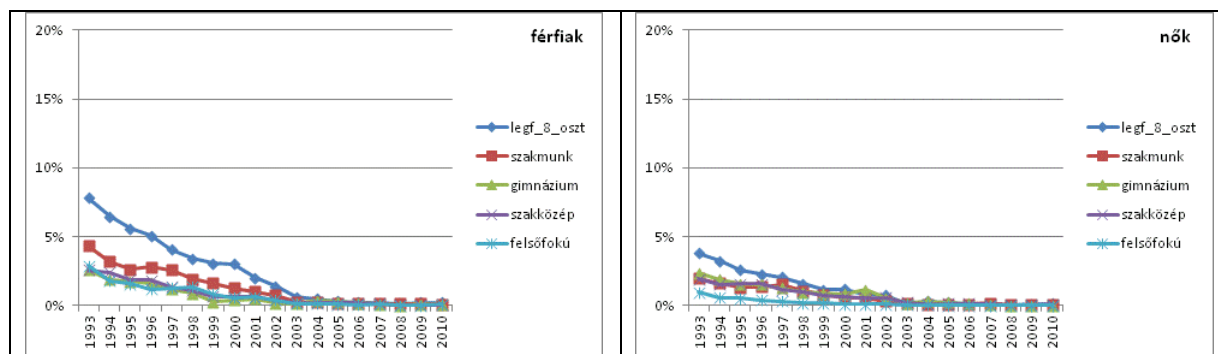 férfiak
20%
15%
10%
5%
0%
legf_8_oszt
szakmunk
gimnázium
szakközép
felsőfokú
1993 1994 1995 1996 1997 1998 1999 2000 2001 2002 2003 2004 2005 2006 2007 2008 2009 2010
nők
20%
15%
10%
5%
0%
legf_8_oszt
szakmunk
gimnázium
szakközép
felsőfokú
1993 1994 1995 1996 1997 1998 1999 2000 2001 2002 2003 2004 2005 2006 2007 2008 2009 2010